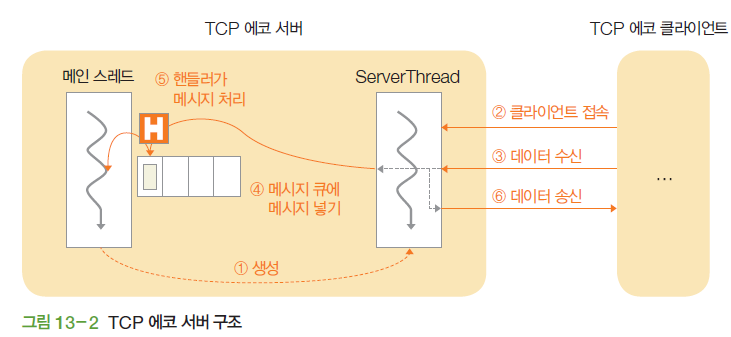 TCP 에코 서버
TCP 에코 클라이언트
메인 스레드
⑤ 핸들러가
메시지 처리
ServerThread
H
② 클라이언트 접속
③ 데이터 수신
④ 메시지 큐에
메시지 넣기
⑥ 데이터 송신
...
① 생성
그림 13-2 TCP 에코 서버 구조